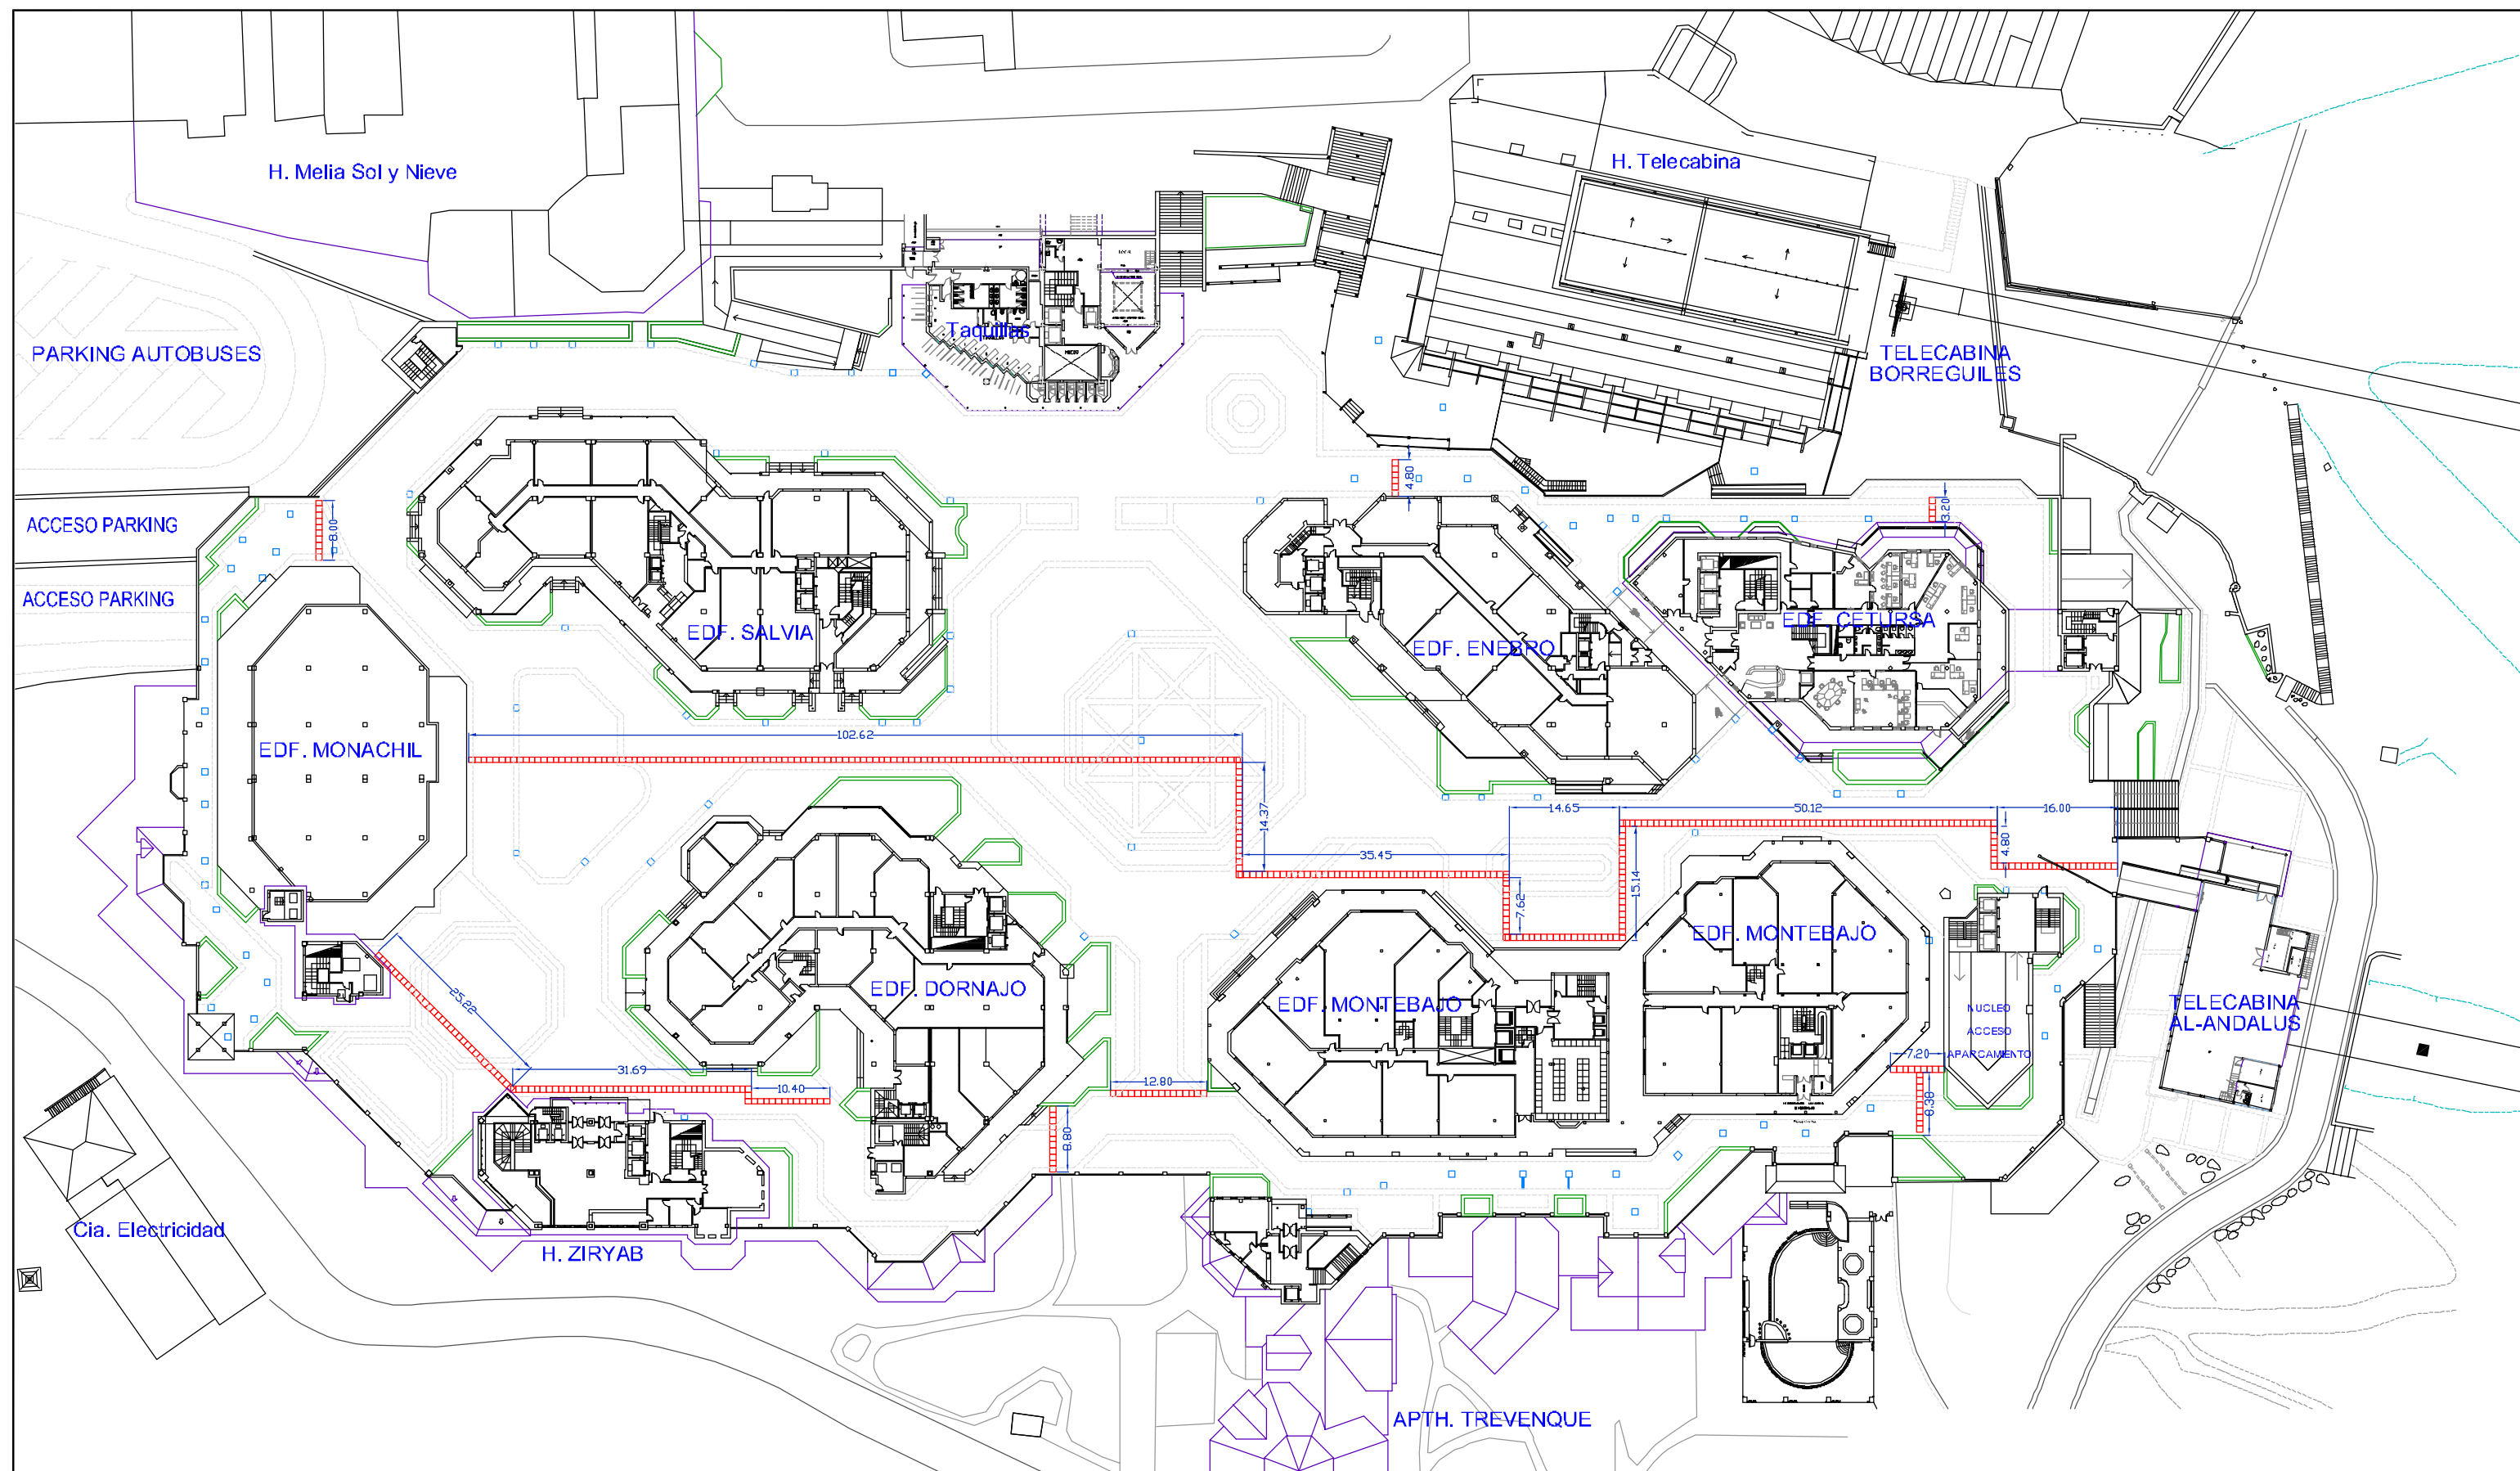 H. Melia Sol y Nieve
H. Telecabina
Taquillas
PARKING AUTOBUSES
TELECABINA
BORREGUILES
4.80
3.20
8.00
ACCESO PARKING
ACCESO PARKING
EDF. SALVIA
EDF. ENEBRO
EDF. CETURSA
EDF. MONACHIL
102.62
14.37
14.65
50.12
16.00
4.80
35.45
15.14
7.62
EDF. MONTEBAJO
EDF. DORNAJO
EDF. MONTEBAJO
25.22
TELECABINA
AL-ANDALUS
NUCLEO
ACCESO
APARCAMIENTO
7.20
31.69
10.40
12.80
8.80
8.38
Cia. Electricidad
H. ZIRYAB
APTH. TREVENQUE